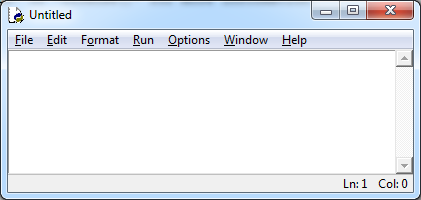 Untitled
File Edit Format Run Options Window Help
Ln: 1 Col: 0